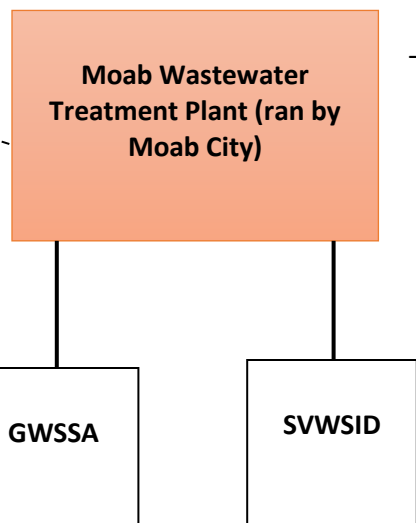 Moab Wastewater
Treatment Plant (ran by
Moab City)
GWSSA
SVWSID